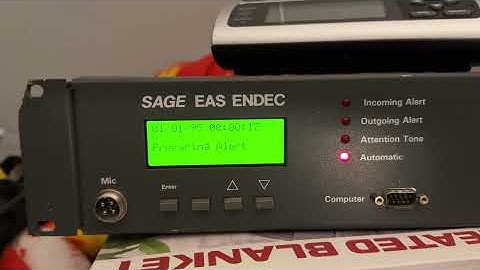 SAGE EAS ENDEC
01/01/95 00:00:17
Preparing Alert
Incoming Alert
Outgoing Alert
Attention Tone
Automatic
Mic
Enter
Computer
EATED BLANKET